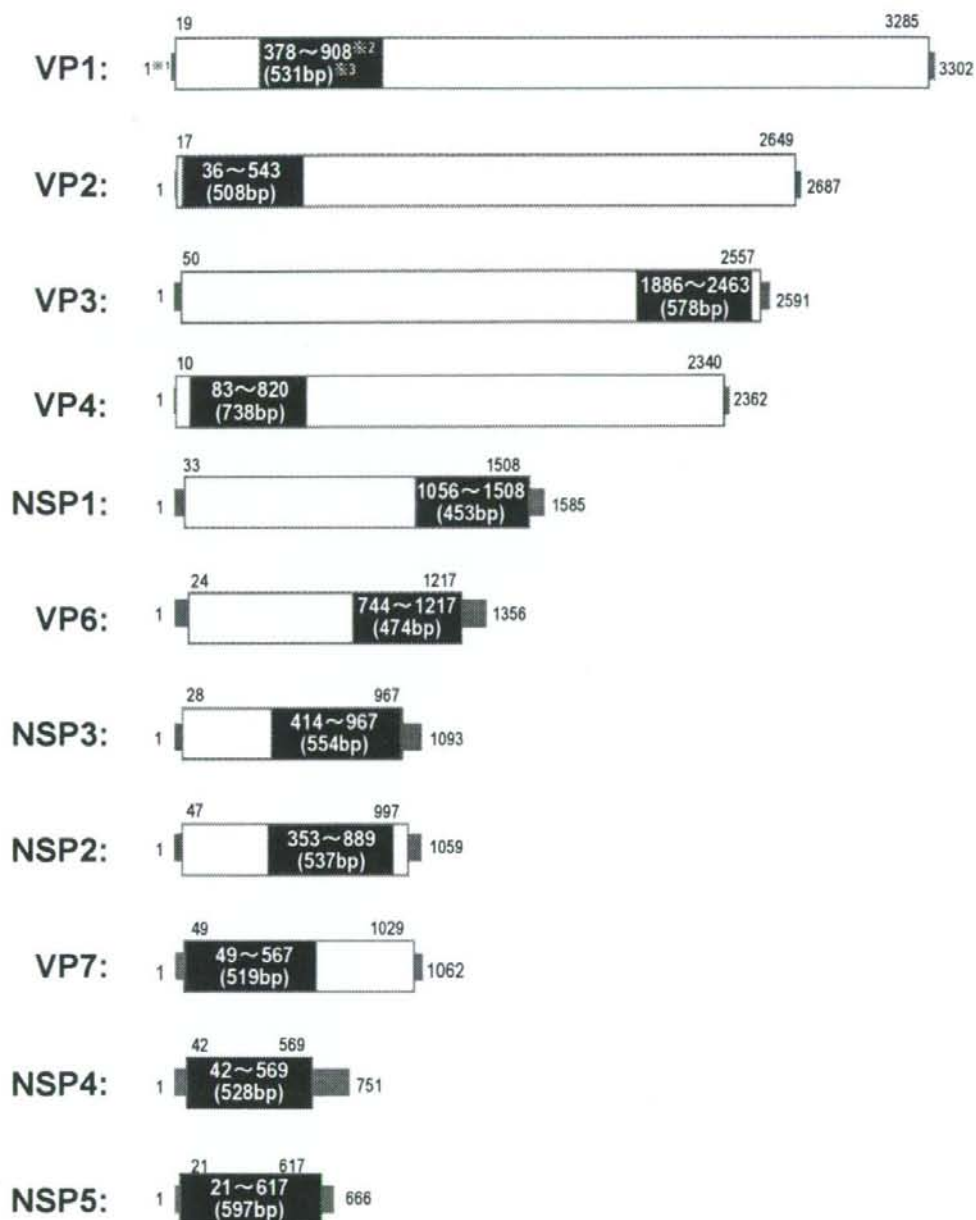 19 3285
VP1: 1※1 378～908※2 3302
(531bp)※3
17 2649
VP2: 1 36～543 2687
(508bp)
50 2557
VP3: 1 1886～2463 2591
(578bp)
10 2340
VP4: 1 83～820 2362
(738bp)
33 1508
NSP1: 1 1056～1508 1585
(453bp)
24 1217
VP6: 1 744～1217 1356
(474bp)
28 967
NSP3: 1 414～967 1093
(554bp)
47 997
NSP2: 1 353～889 1059
(537bp)
49 1029
VP7: 1 49～567 1062
(519bp)
42 569
NSP4: 1 42～569 751
(528bp)
21 617
NSP5: 1 21～617 666
(597bp)